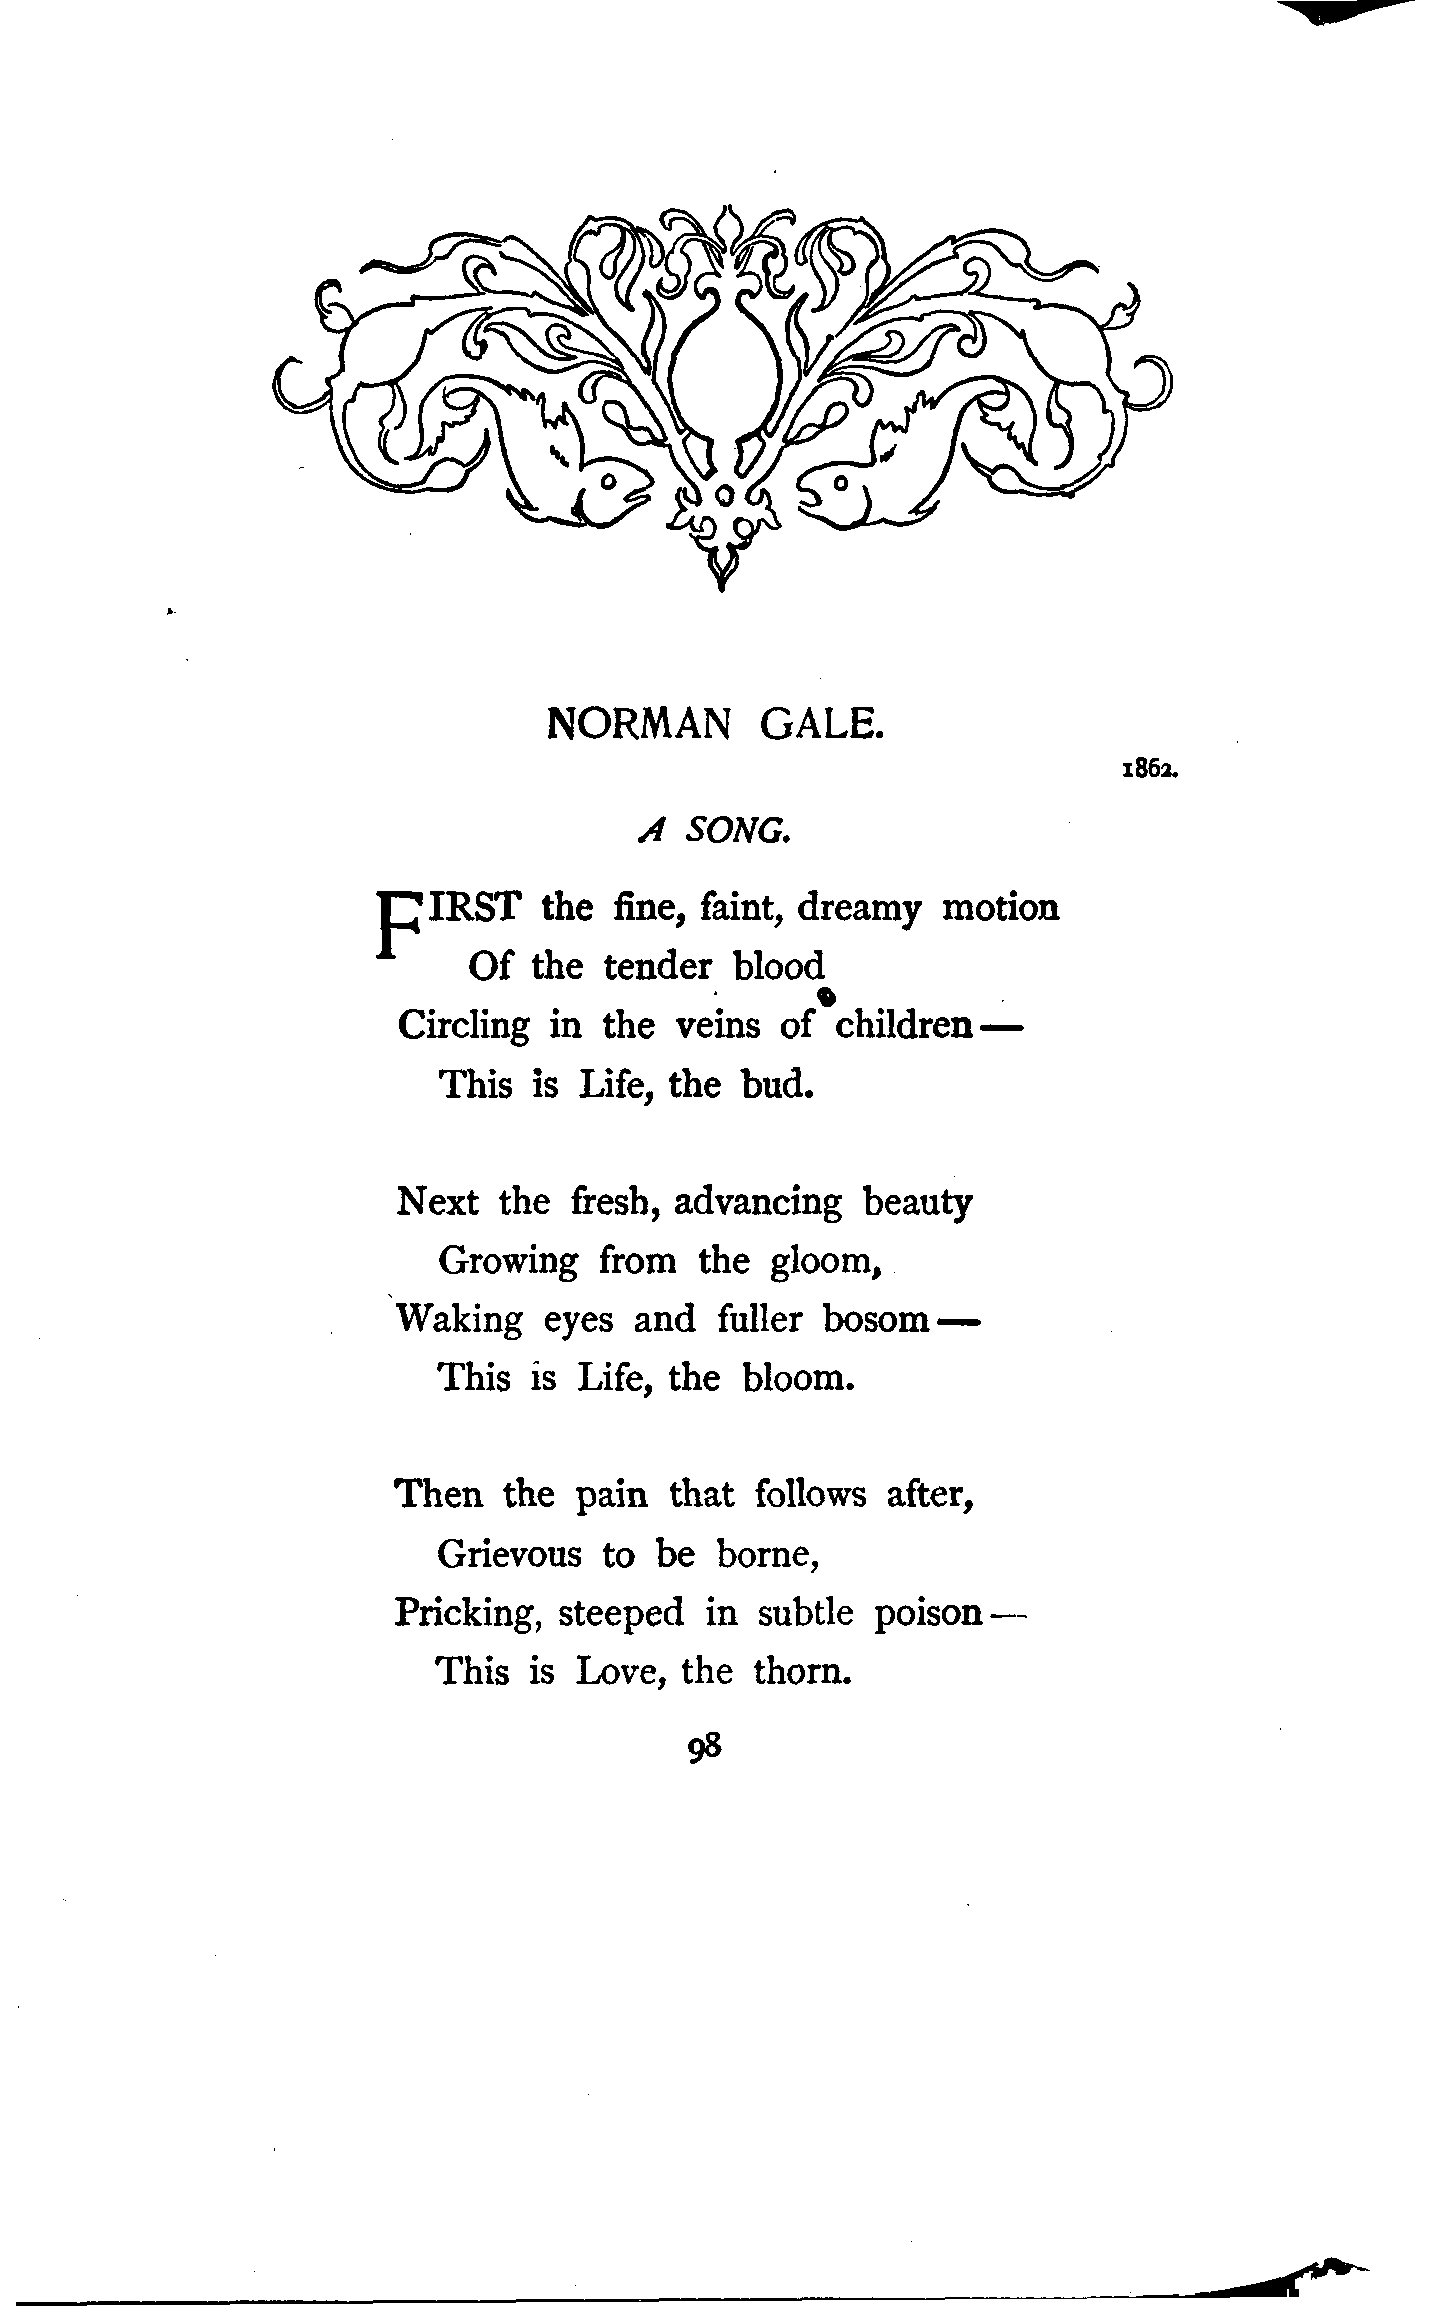 NORMAN GALE.
1862.
A SONG.
FIRST the fine, faint, dreamy motion
Of the tender blood
Circling in the veins of children—
This is Life, the bud.
Next the fresh, advancing beauty
Growing from the gloom,
Waking eyes and fuller bosom—
This is Life, the bloom.
Then the pain that follows after,
Grievous to be borne,
Pricking, steeped in subtle poison—
This is Love, the thorn.
98